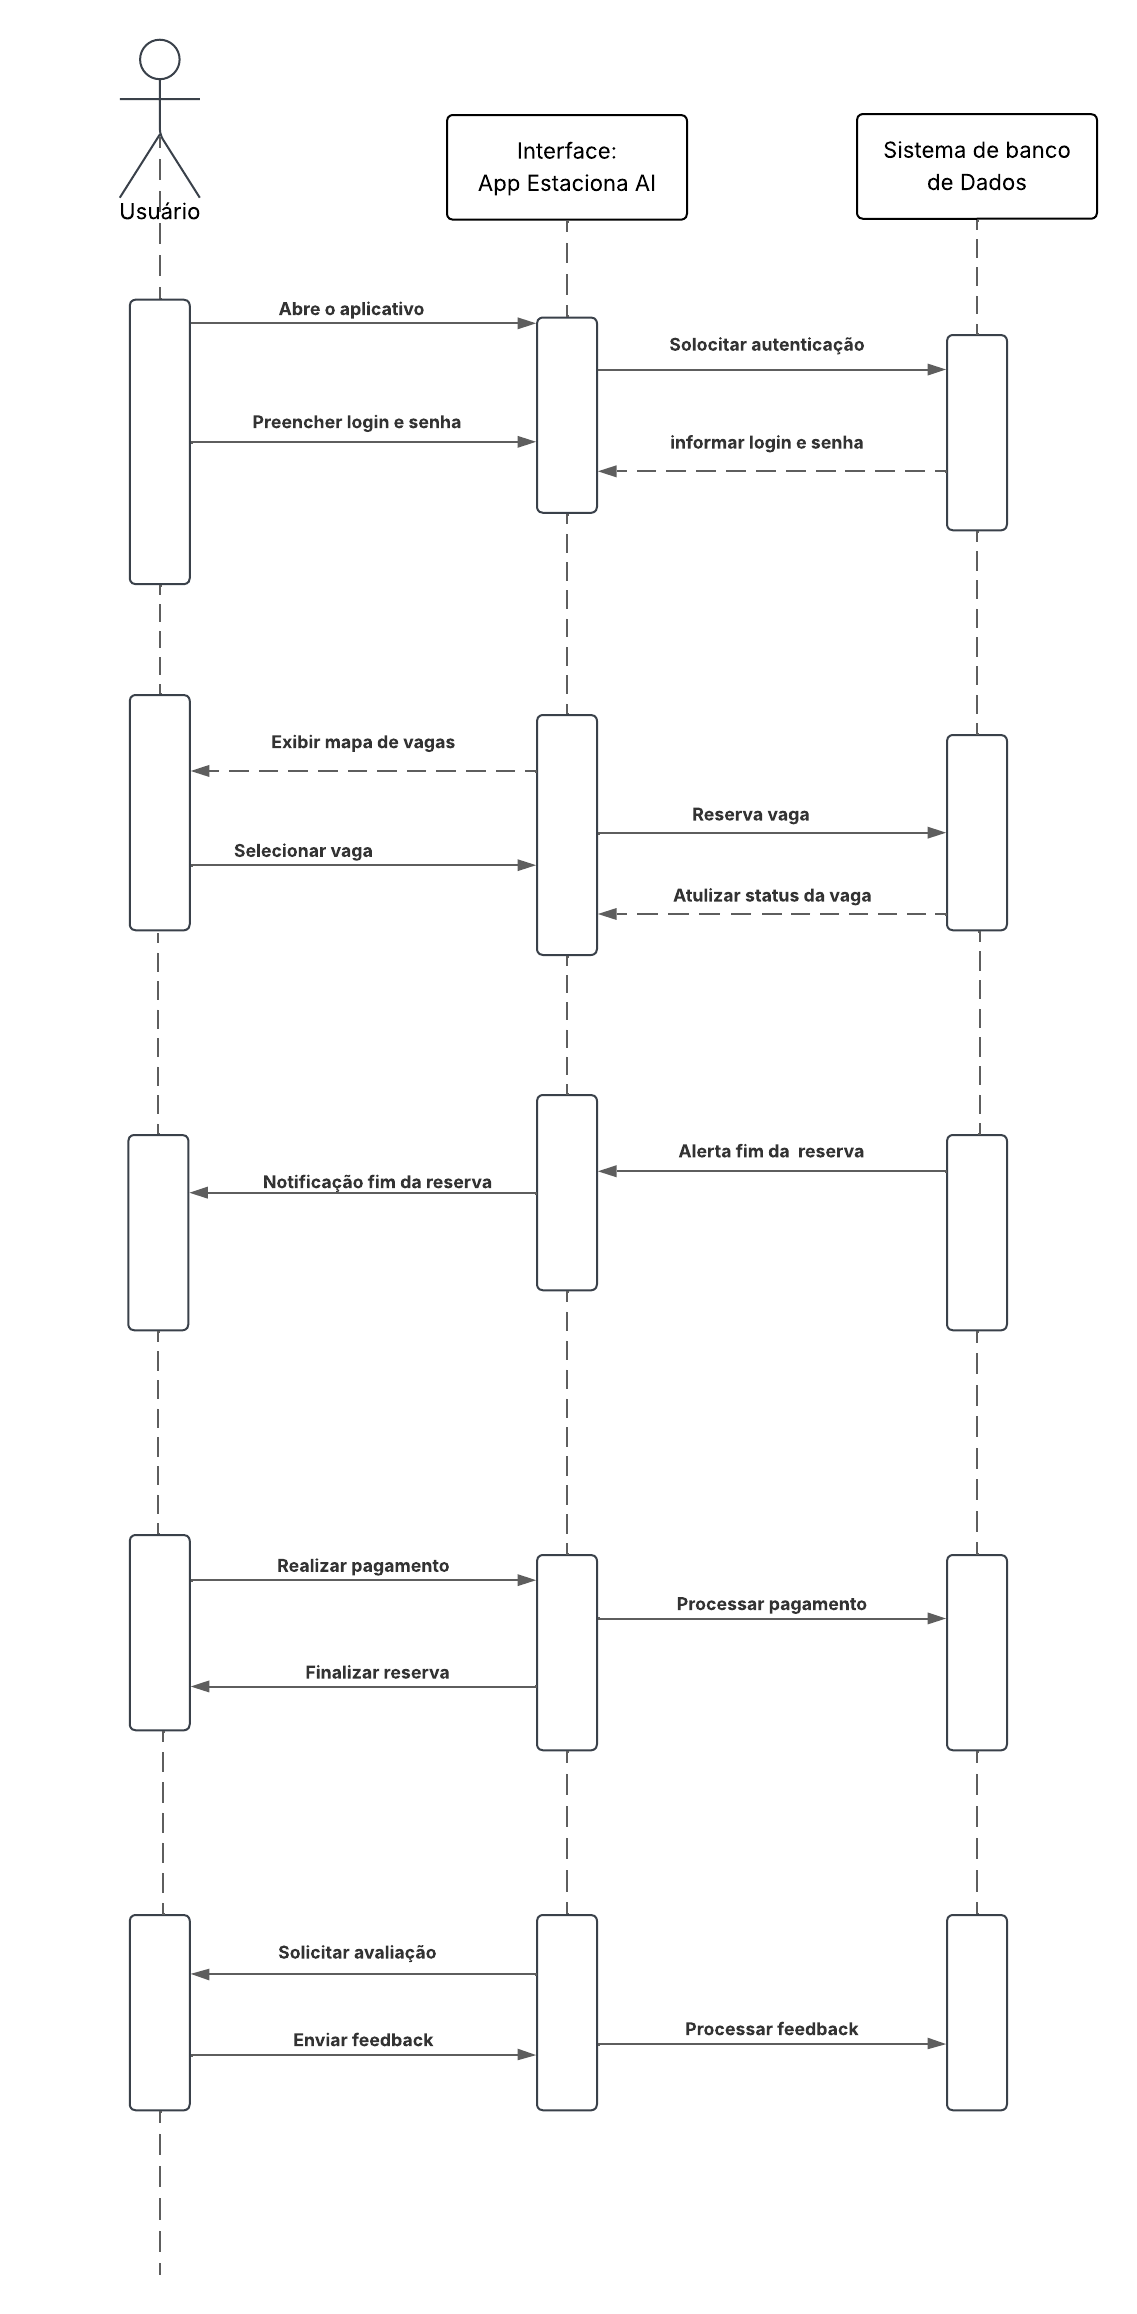 Usuário
Interface:
App Estaciona AI
Sistema de banco
de Dados
Abre o aplicativo
Solocitar autenticação
Preencher login e senha
informar login e senha
Exibir mapa de vagas
Reserva vaga
Selecionar vaga
Atulizar status da vaga
Alerta fim da  reserva
Notificação fim da reserva
Realizar pagamento
Processar pagamento
Finalizar reserva
Solicitar avaliação
Processar feedback
Enviar feedback